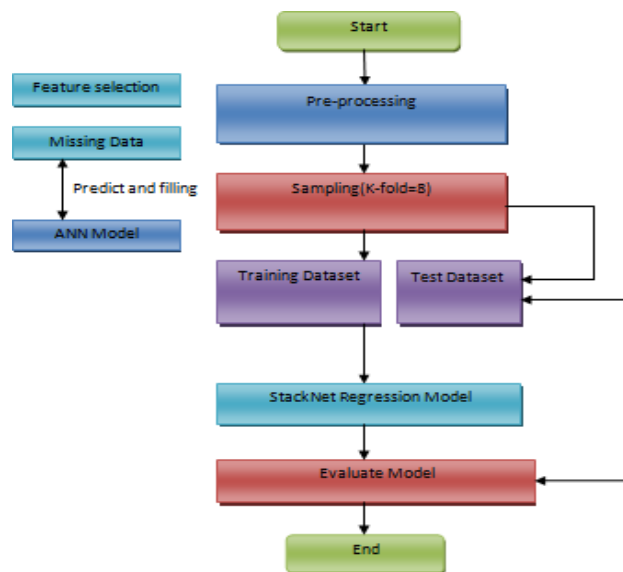 Start
Feature selection
Pre-processing
Missing Data
Predict and filling
ANN Model
Sampling(K-fold=8)
Training Dataset
Test Dataset
StackNet Regression Model
Evaluate Model
End